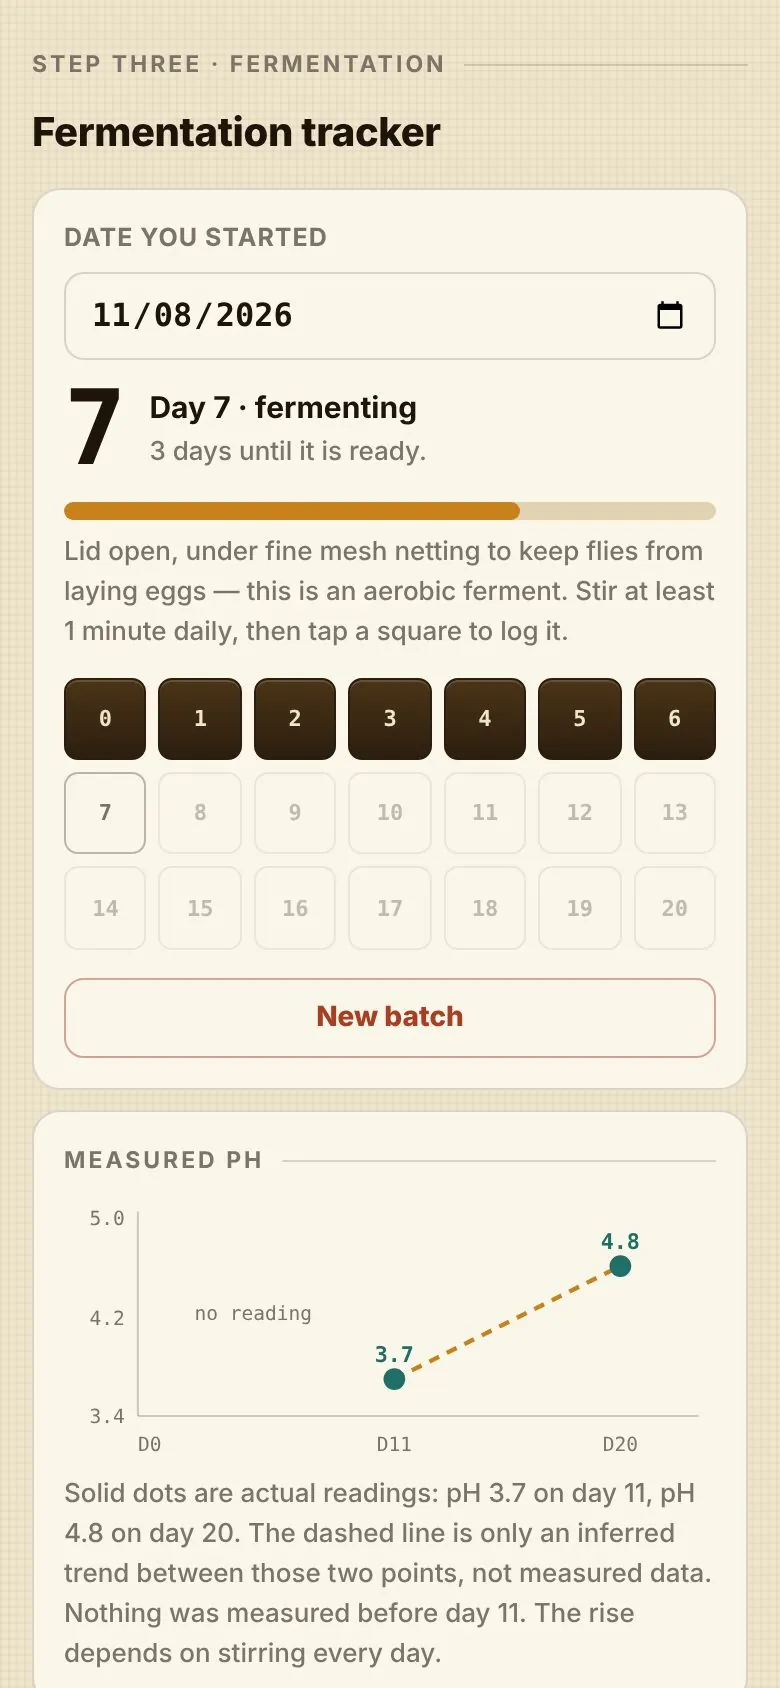 STEP THREE · FERMENTATION
Fermentation tracker
DATE YOU STARTED
11/08/2026
7
Day 7 · fermenting
3 days until it is ready.
Lid open, under fine mesh netting to keep flies from
laying eggs — this is an aerobic ferment. Stir at least
1 minute daily, then tap a square to log it.
0 1 2 3 4 5 6
7 8 9 10 11 12 13
14 15 16 17 18 19 20
New batch
MEASURED PH
5.0
4.8
4.2
no reading
3.7
3.4
D0 D11 D20
Solid dots are actual readings: pH 3.7 on day 11, pH
4.8 on day 20. The dashed line is only an inferred
trend between those two points, not measured data.
Nothing was measured before day 11. The rise
depends on stirring every day.